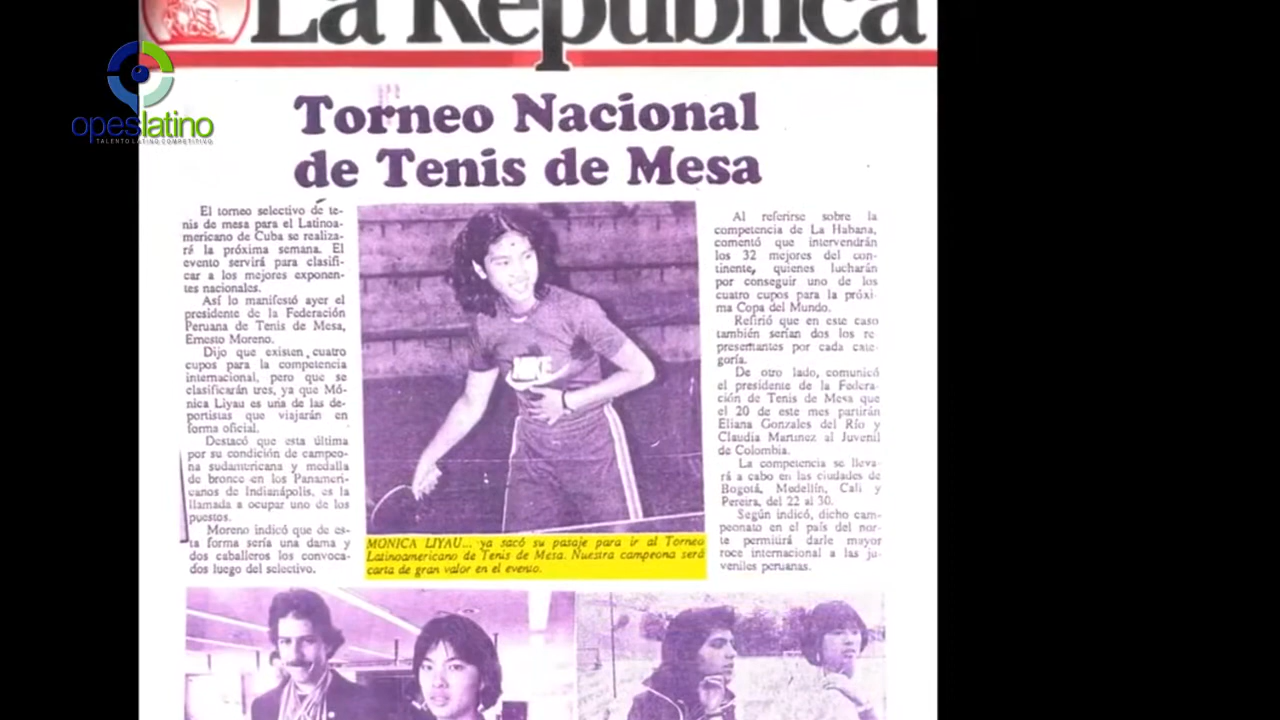 La República
opeslatino
TALENTO LATINO COMPETITIVO
Torneo Nacional
de Tenis de Mesa
El torneo selectivo de te-
nis de mesa para el Latinoa-
mericano de Cuba se realiza-
rá la próxima semana. El
evento servirá para clasifi-
car a los mejores exponen-
tes nacionales.
Así lo manifestó ayer el
presidente de la Federación
Peruana de Tenis de Mesa,
Ernesto Moreno.
Dijo que existen cuatro
cupos para la competencia
internacional, pero que se
clasificarán tres, ya que Mó-
nica Liyau es una de las de-
portistas que viajarán en
forma oficial.
Destacó que esta última
por su condición de campeo-
na sudamericana y medalla
de bronce en los Panameri-
canos de Indianápolis, es la
llamada a ocupar uno de los
puestos.
Moreno indicó que de es-
ta forma sería una dama y
dos caballeros los convoca-
dos luego del selectivo.
MONICA LIYAU... ya sacó su pasaje para ir al Torneo
Latinoamericano de Tenis de Mesa. Nuestra campeona será
carta de gran valor en el evento.
Al referirse sobre la
competencia de La Habana,
comentó que intervendrán
los 32 mejores del con-
tinente, quienes lucharán
por conseguir uno de los
cuatro cupos para la próxi-
ma Copa del Mundo.
Refirió que en este caso
también serían dos los re
presentantes por cada cate-
goría.
De otro lado, comunicó
el presidente de la Federa-
ción de Tenis de Mesa que
el 20 de este mes partirán
Eliana Gonzales del Río y
Claudia Martínez al Juvenil
de Colombia.
La competencia se lleva-
rá a cabo en las ciudades de
Bogotá, Medellín, Cali y
Pereira, del 22 al 30.
Según indicó, dicho cam-
peonato en el país del nor-
te permitirá darle mayor
roce internacional a las ju-
veniles peruanas.